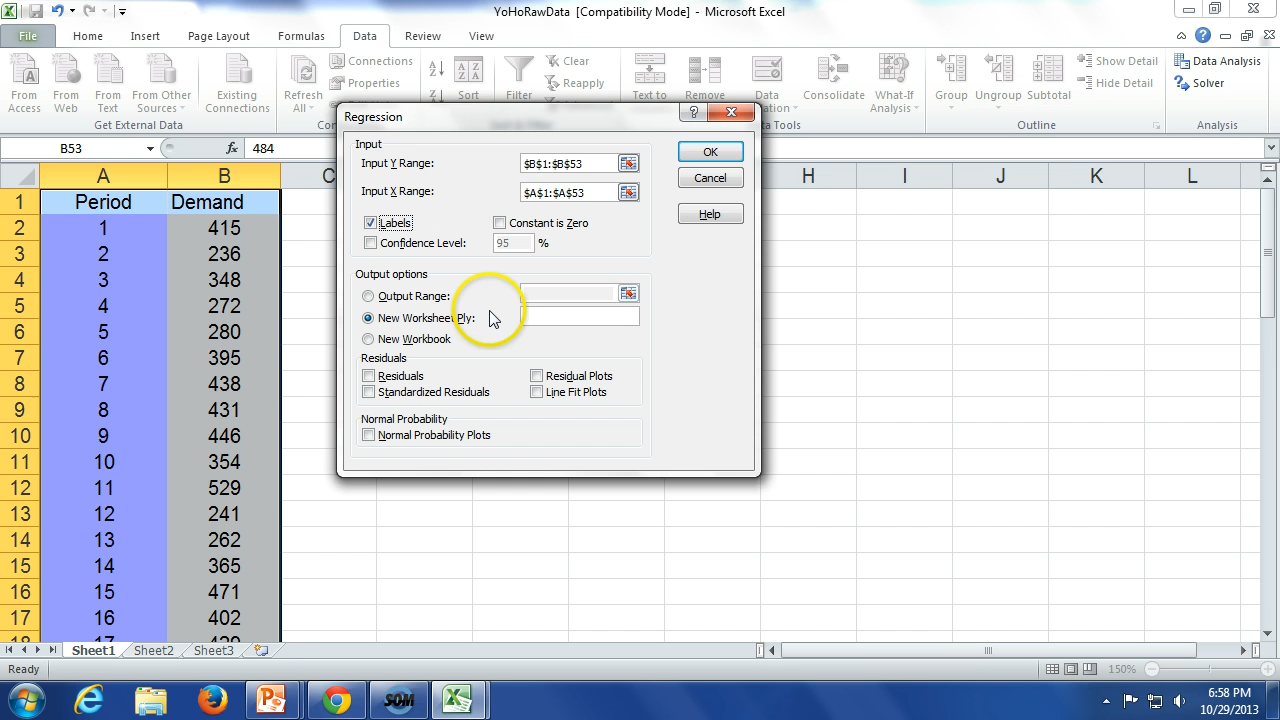 YoHoRawData [Compatibility Mode] - Microsoft Excel
File Home Insert Page Layout Formulas Data Review View
From Access
From Web
From Text
From Other Sources
Existing Connections
Get External Data
Refresh All
Connections
Properties
Sort
Filter
Clear
Reapply
Text to
Remove
Data
Consolidate
What-If Analysis
Data Tools
Group
Ungroup
Subtotal
Show Detail
Hide Detail
Outline
Data Analysis
Solver
Analysis
B53 fx 484
A B C H I J K L
1 Period Demand
2 1 415
3 2 236
4 3 348
5 4 272
6 5 280
7 6 395
8 7 438
9 8 431
10 9 446
11 10 354
12 11 529
13 12 241
14 13 262
15 14 365
16 15 471
17 16 402
Regression
Input
Input Y Range: $B$1:$B$53
Input X Range: $A$1:$A$53
Labels Constant is Zero
Confidence Level: 95 %
Output options
Output Range:
New Worksheet Ply:
New Workbook
Residuals
Residuals Residual Plots
Standardized Residuals Line Fit Plots
Normal Probability
Normal Probability Plots
OK
Cancel
Help
Sheet1 Sheet2 Sheet3
Ready 150%
SOM
6:58 PM
10/29/2013